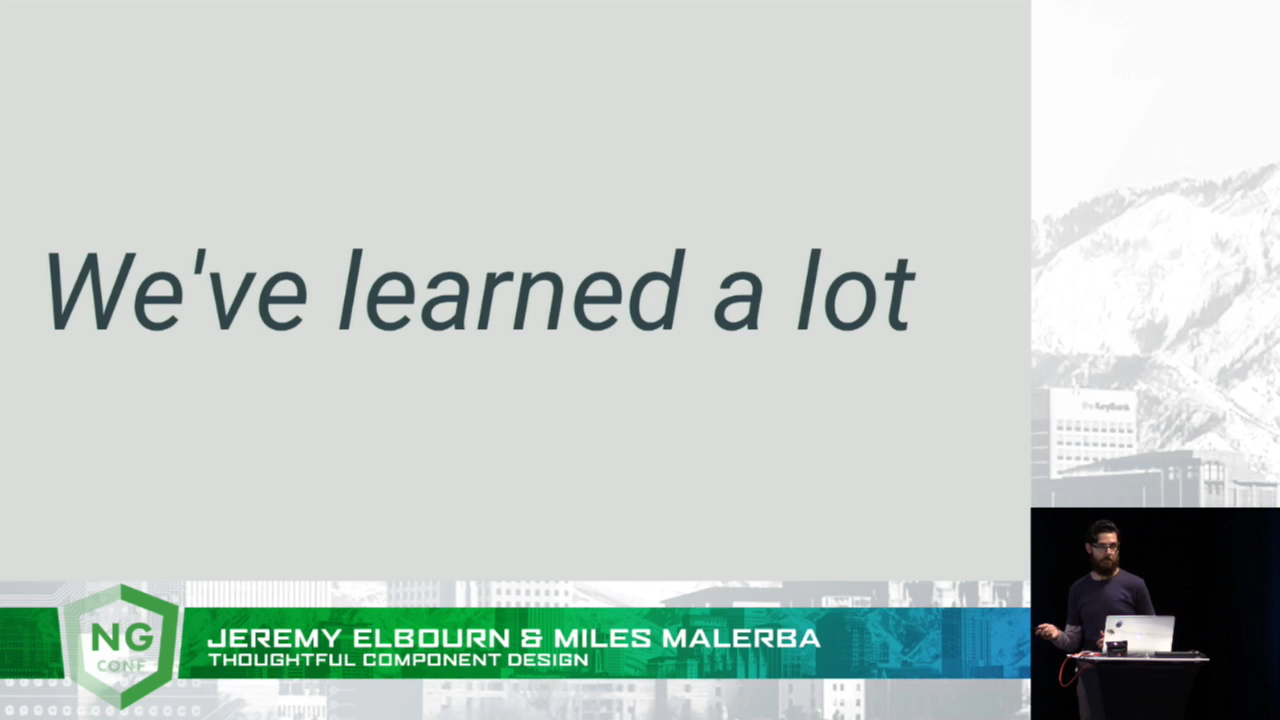 We've learned a lot
KeyBank
NG
CONF
JEREMY ELBOURN & MILES MALERBA
THOUGHTFUL COMPONENT DESIGN